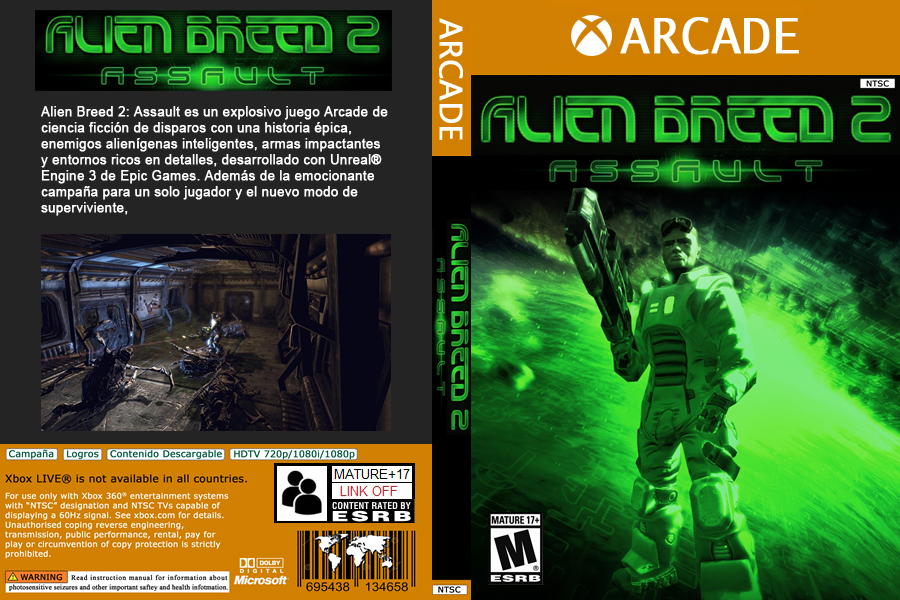 ALIEN BREED 2
ASSAULT
Alien Breed 2: Assault es un explosivo juego Arcade de
ciencia ficción de disparos con una historia épica,
enemigos alienígenas inteligentes, armas impactantes
y entornos ricos en detalles, desarrollado con Unreal®
Engine 3 de Epic Games. Además de la emocionante
campaña para un solo jugador y el nuevo modo de
superviviente,
Campaña Logros Contenido Descargable HDTV 720p/1080i/1080p
Xbox LIVE® is not available in all countries.
For use only with Xbox 360® entertainment systems
with “NTSC” designation and NTSC TVs capable of
displaying a 60Hz signal. See xbox.com for details.
Unauthorised coping reverse engineering,
transmission, public performance, rental, pay for
play or circumvention of copy protection is strictly
prohibited.
WARNING Read instruction manual for infomation about
photosensitive seizures and other important saftey and health infotmation.
MATURE+17
LINK OFF
CONTENT RATED BY
ESRB
DOLBY
DIGITAL
Microsoft®
695438 134658
ARCADE
ALIEN BREED 2
ASSAULT
NTSC
ARCADE
NTSC
ALIEN BREED 2
ASSAULT
MATURE 17+
M
®
ESRB